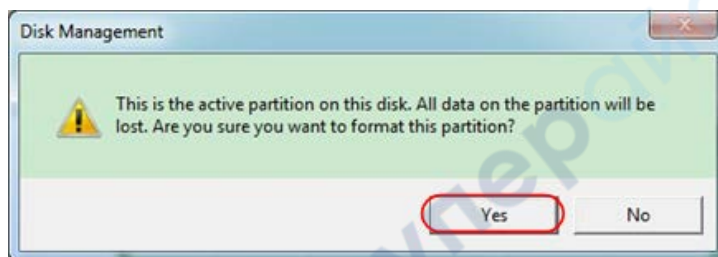 Disk Management
This is the active partition on this disk. All data on the partition will be
lost. Are you sure you want to format this partition?
Yes
No